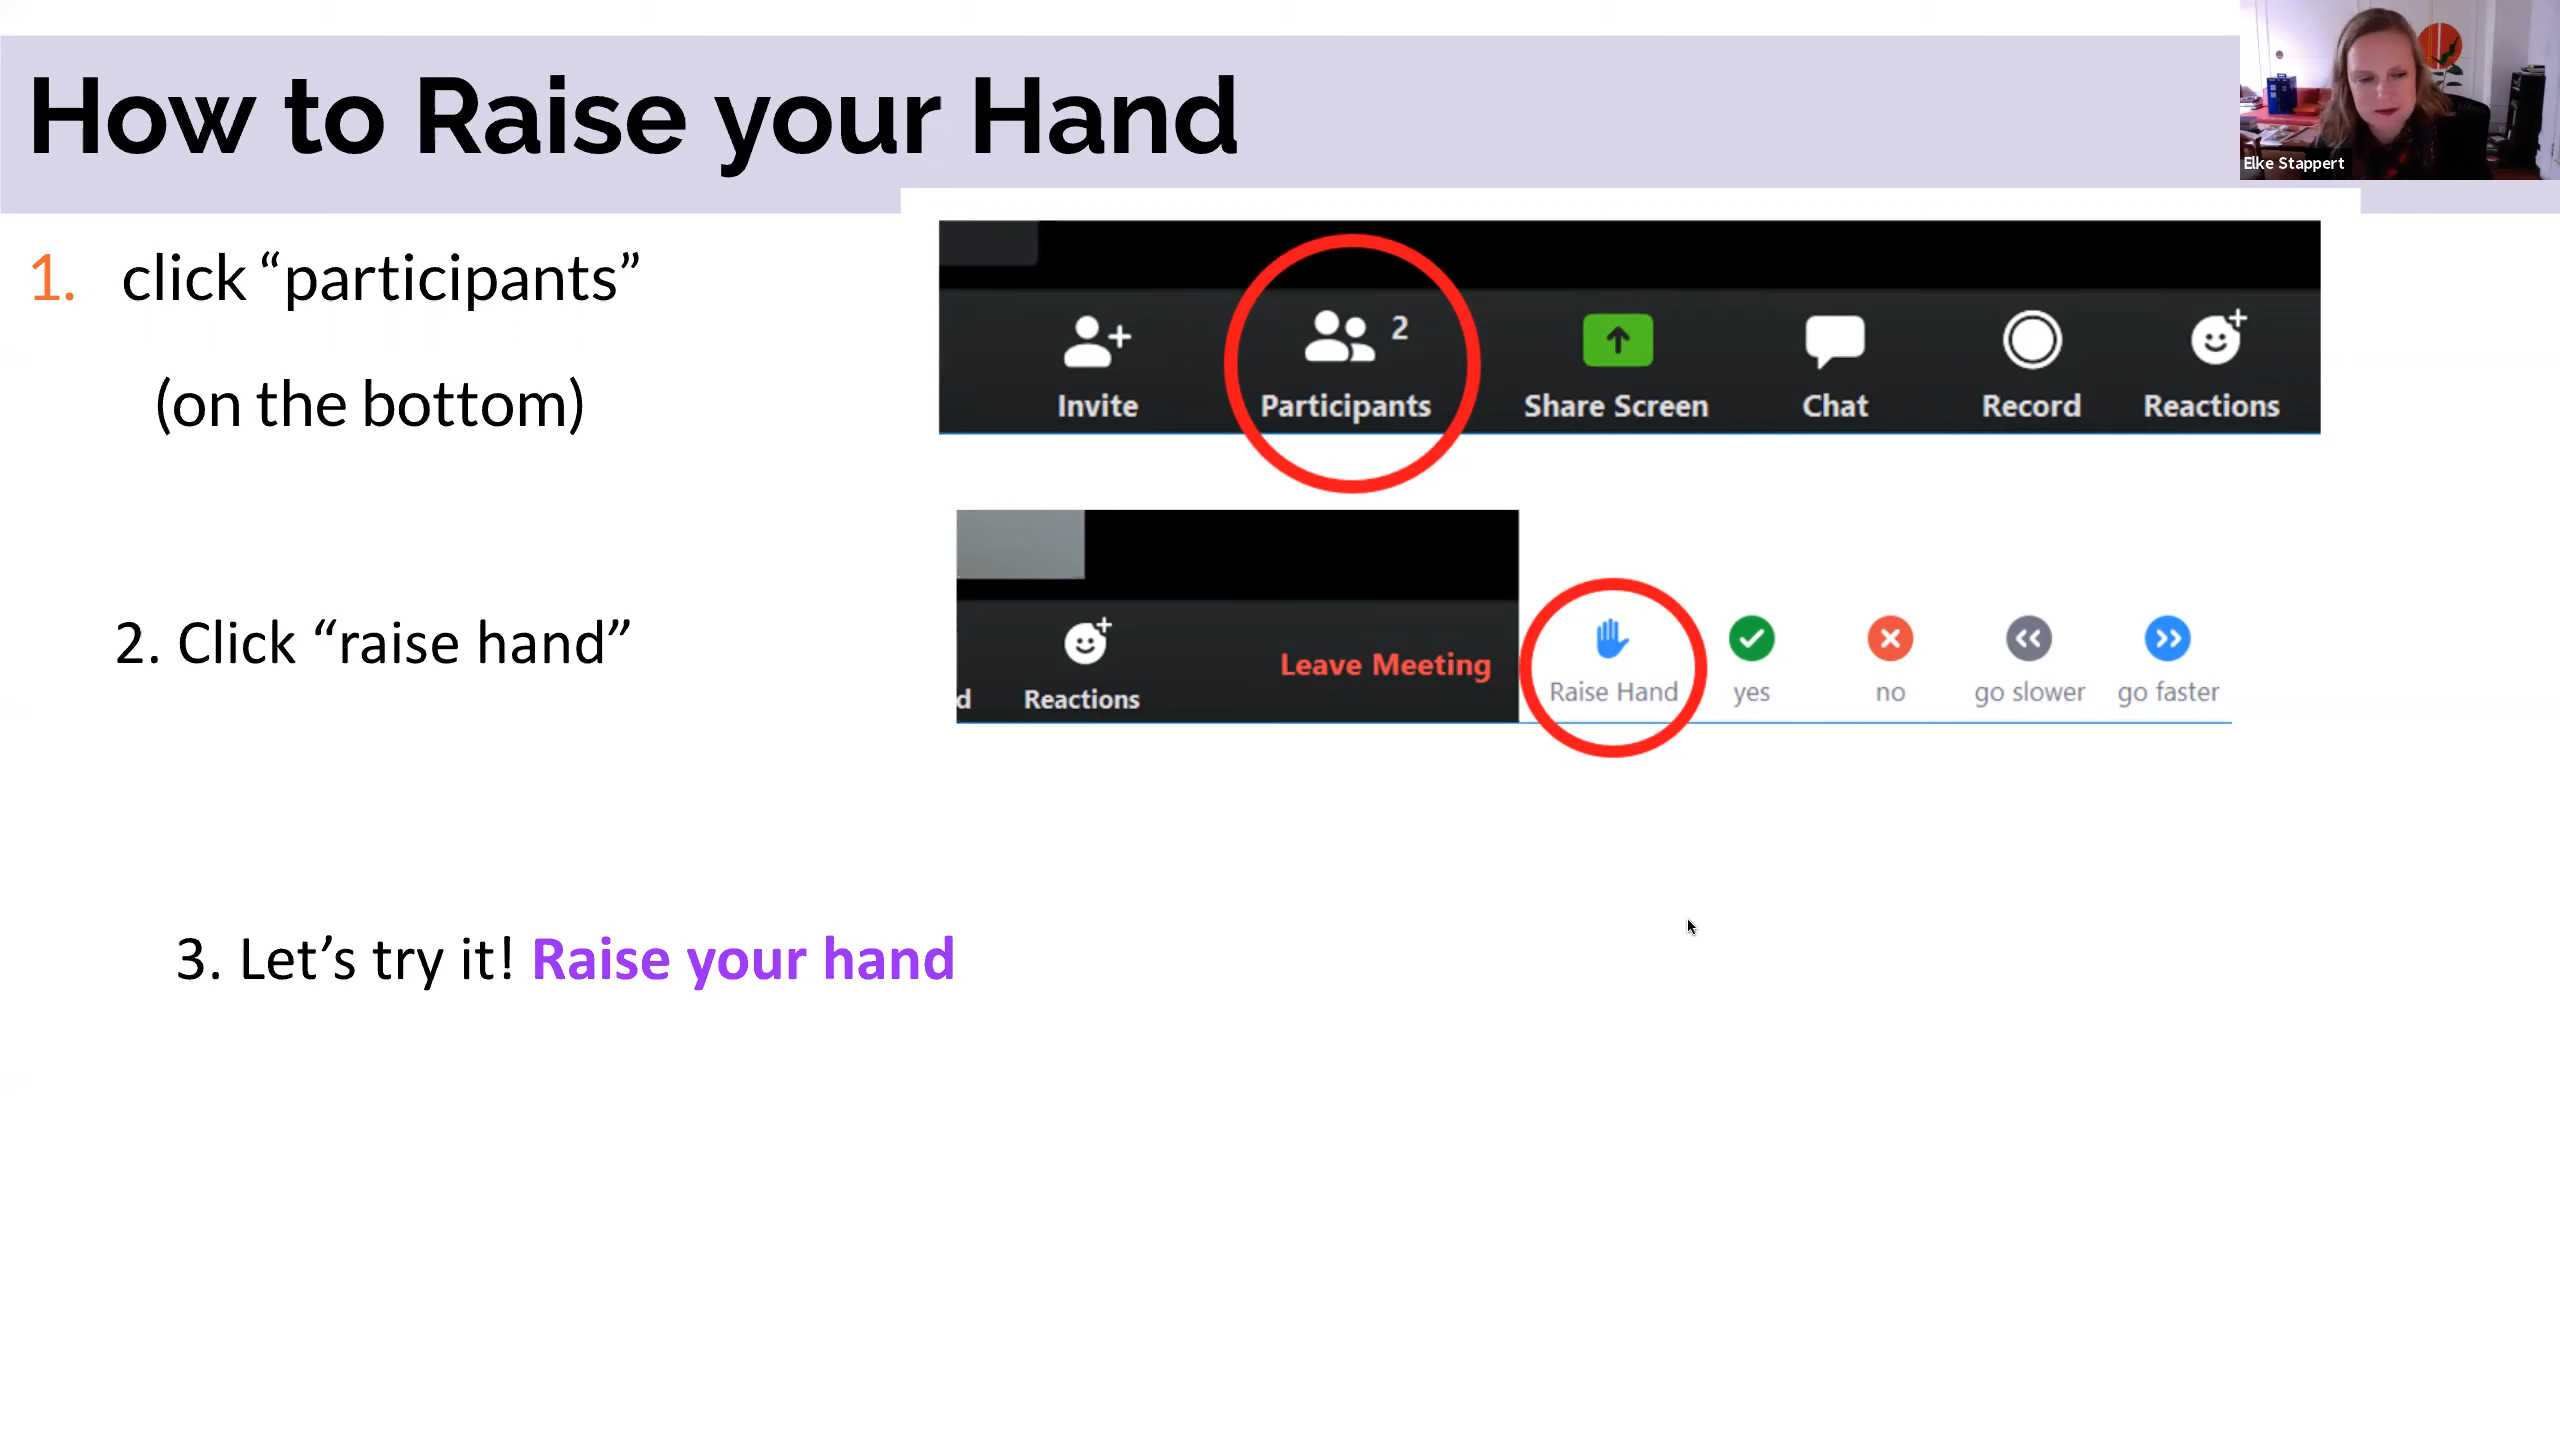 How to Raise your Hand
Elke Stappert
1. click “participants”
(on the bottom)
2
Invite Participants Share Screen Chat Record Reactions
2. Click “raise hand”
d Reactions Leave Meeting Raise Hand yes no go slower go faster
3. Let’s try it! Raise your hand